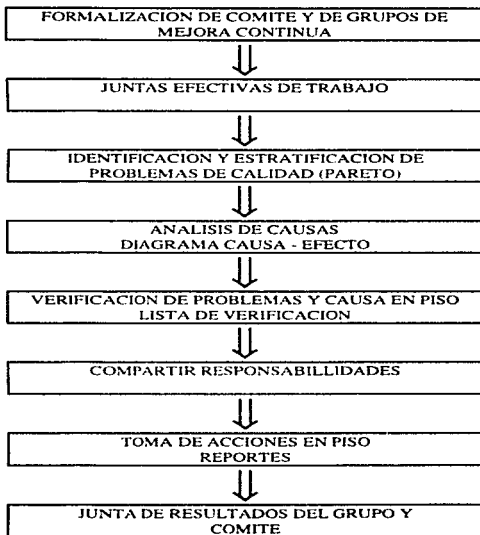 FORMALIZACION DE COMITE Y DE GRUPOS DE
MEJORA CONTINUA
JUNTAS EFECTIVAS DE TRABAJO
IDENTIFICACION Y ESTRATIFICACION DE
PROBLEMAS DE CALIDAD (PARETO)
ANALISIS DE CAUSAS
DIAGRAMA CAUSA - EFECTO
VERIFICACION DE PROBLEMAS Y CAUSA EN PISO
LISTA DE VERIFICACION
COMPARTIR RESPONSABILLIDADES
TOMA DE ACCIONES EN PISO
REPORTES
JUNTA DE RESULTADOS DEL GRUPO Y
COMITE